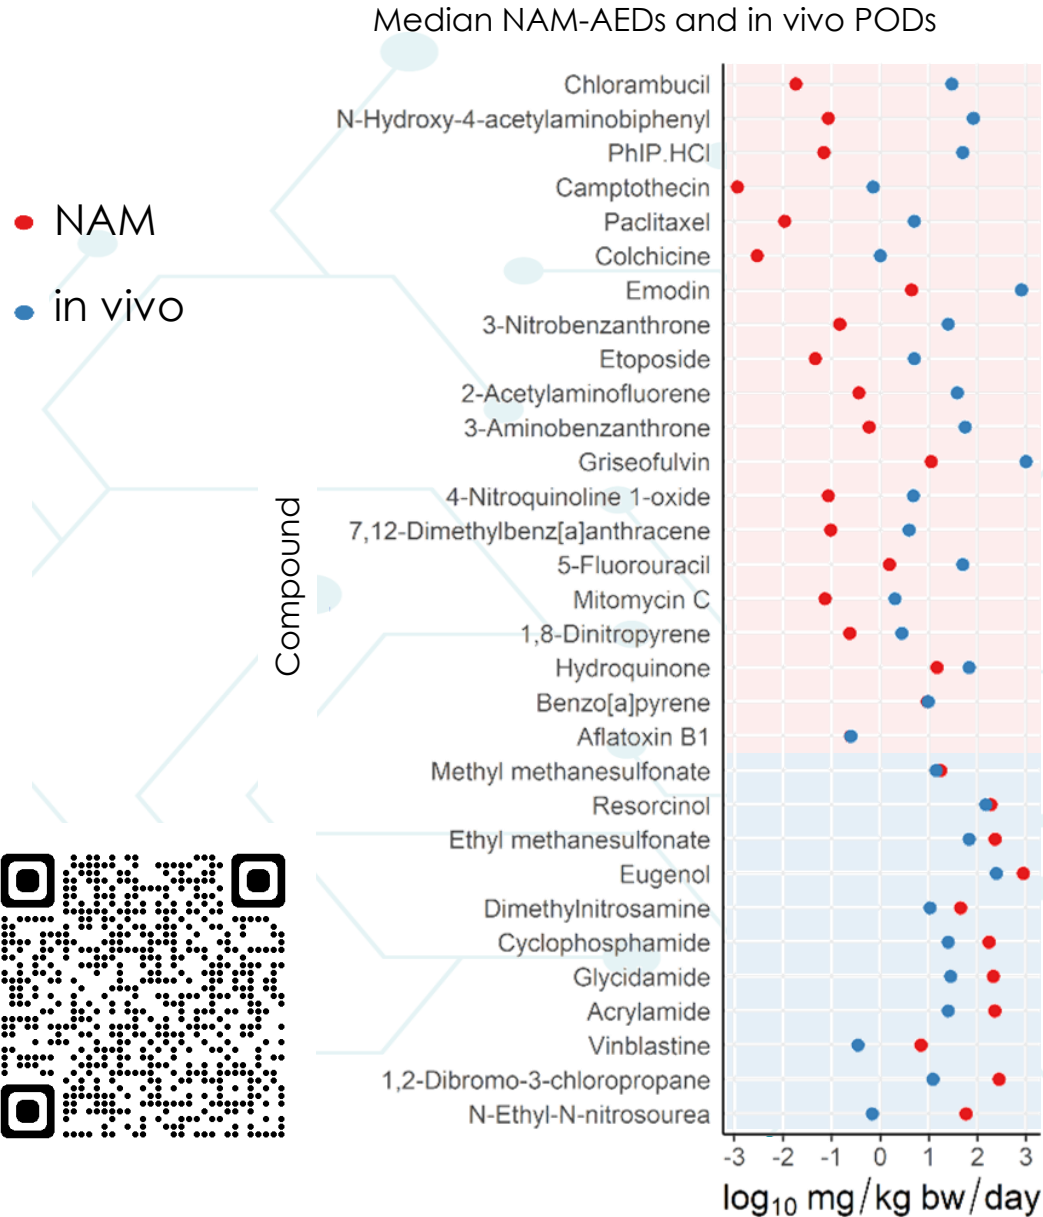 Median NAM-AEDs and in vivo PODs
NAM
in vivo
Compound
Chlorambucil
N-Hydroxy-4-acetylaminobiphenyl
PhIP.HCl
Camptothecin
Paclitaxel
Colchicine
Emodin
3-Nitrobenzanthrone
Etoposide
2-Acetylaminofluorene
3-Aminobenzanthrone
Griseofulvin
4-Nitroquinoline 1-oxide
7,12-Dimethylbenz[a]anthracene
5-Fluorouracil
Mitomycin C
1,8-Dinitropyrene
Hydroquinone
Benzo[a]pyrene
Aflatoxin B1
Methyl methanesulfonate
Resorcinol
Ethyl methanesulfonate
Eugenol
Dimethylnitrosamine
Cyclophosphamide
Glycidamide
Acrylamide
Vinblastine
1,2-Dibromo-3-chloropropane
N-Ethyl-N-nitrosourea
-3 -2 -1 0 1 2 3
log₁₀ mg/kg bw/day